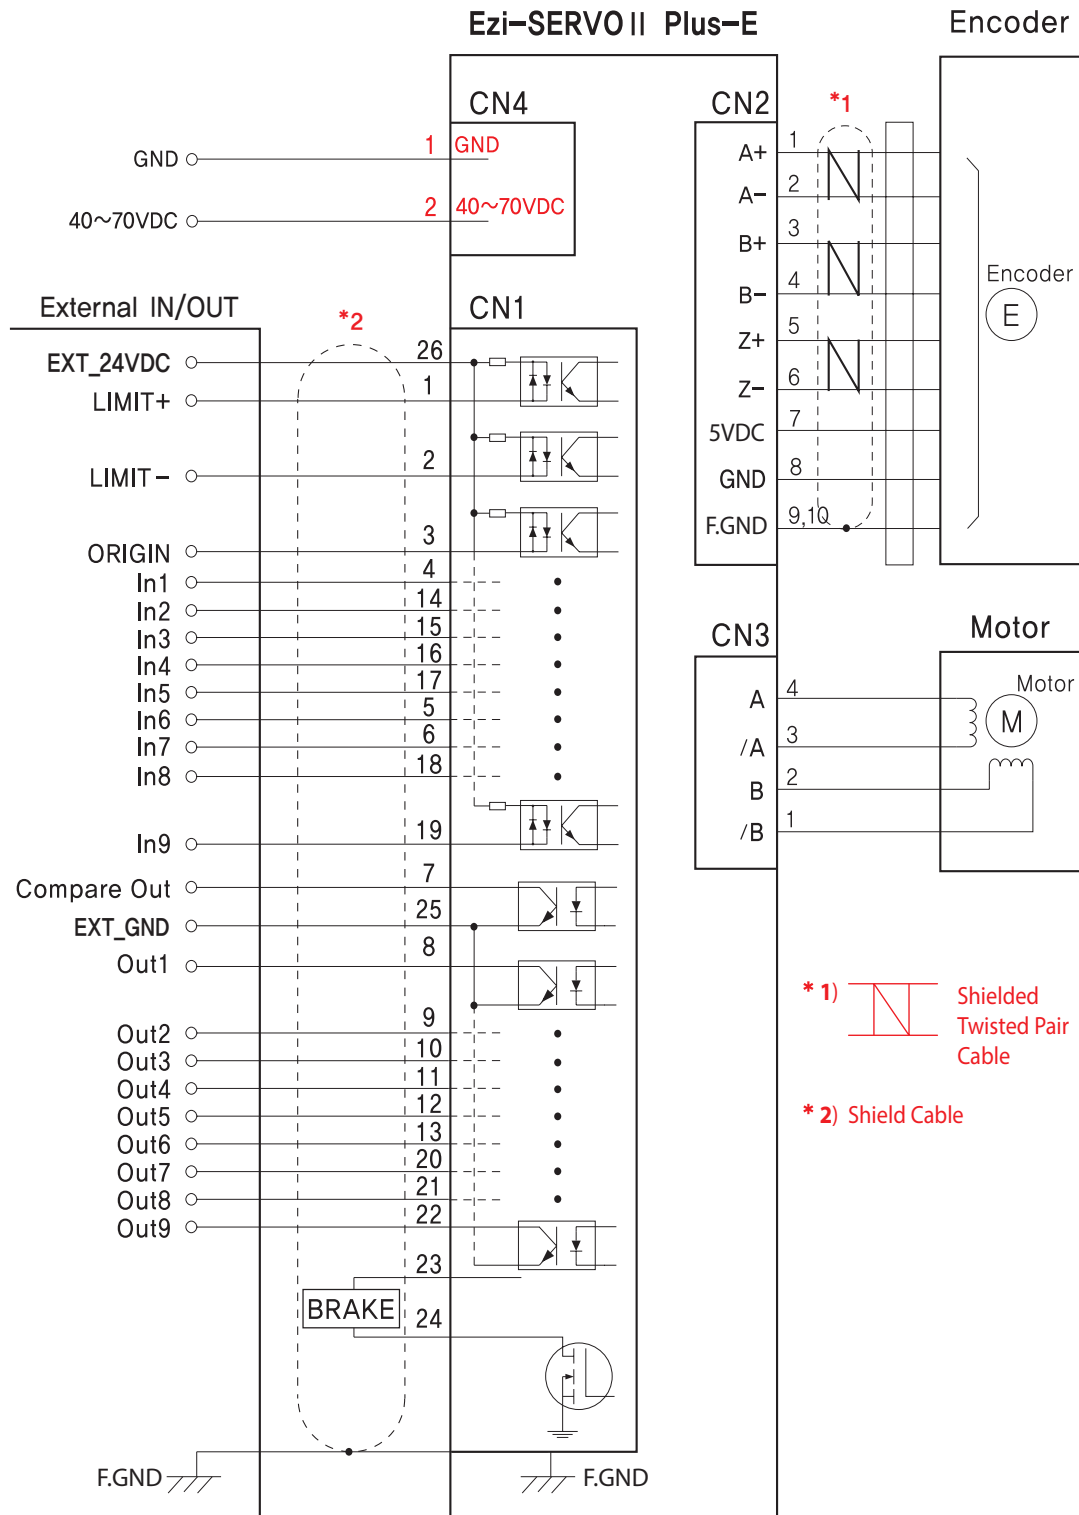 Ezi-SERVO II Plus-E
Encoder
CN4
1 GND
GND
2 40~70VDC
40~70VDC
CN2
*1
A+ 1
A- 2
B+ 3
B- 4
Z+ 5
Z- 6
5VDC 7
GND 8
F.GND 9,10
Encoder
E
External IN/OUT
*2
CN1
EXT_24VDC 26
LIMIT+ 1
LIMIT- 2
ORIGIN 3
In1 4
In2 14
In3 15
In4 16
In5 17
In6 5
In7 6
In8 18
In9 19
Compare Out 7
EXT_GND 25
Out1 8
Out2 9
Out3 10
Out4 11
Out5 12
Out6 13
Out7 20
Out8 21
Out9 22
23
BRAKE 24
F.GND
F.GND
CN3
Motor
A 4
/A 3
B 2
/B 1
Motor
M
* 1) Shielded
Twisted Pair
Cable
* 2) Shield Cable